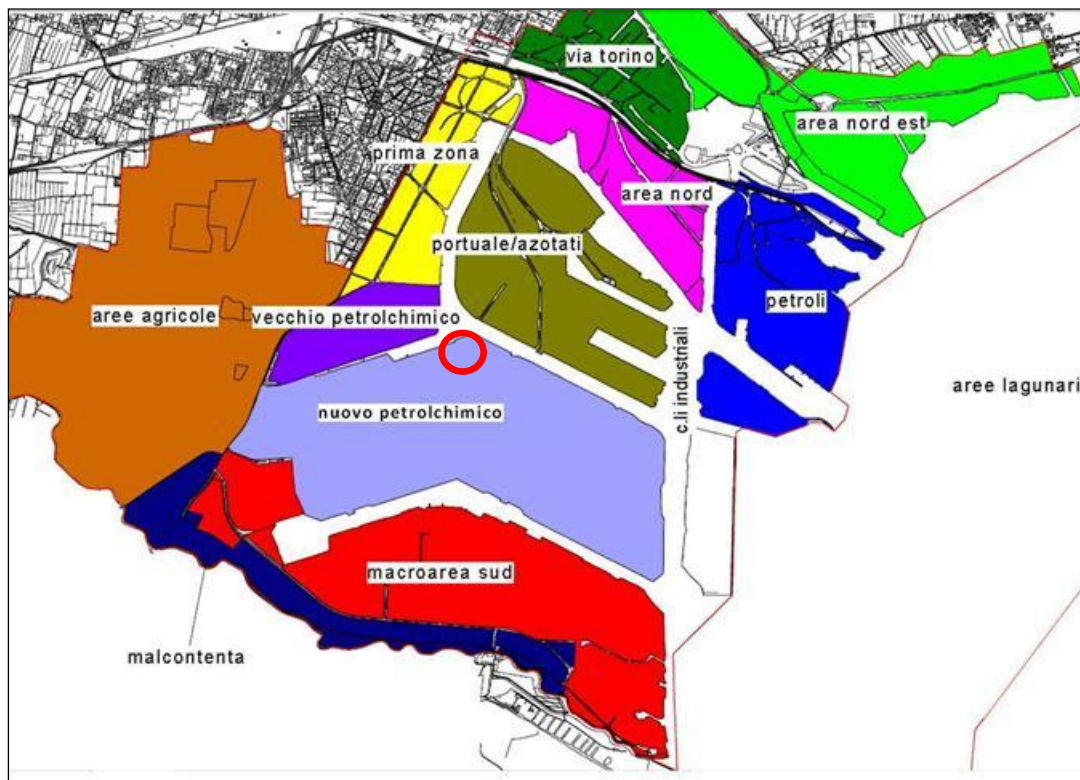 via torino
area nord est
prima zona
area nord
portuale/azotati
petroli
aree agricole
vecchio petrolchimico
c.li industriali
aree lagunari
nuovo petrolchimico
macroarea sud
malcontenta